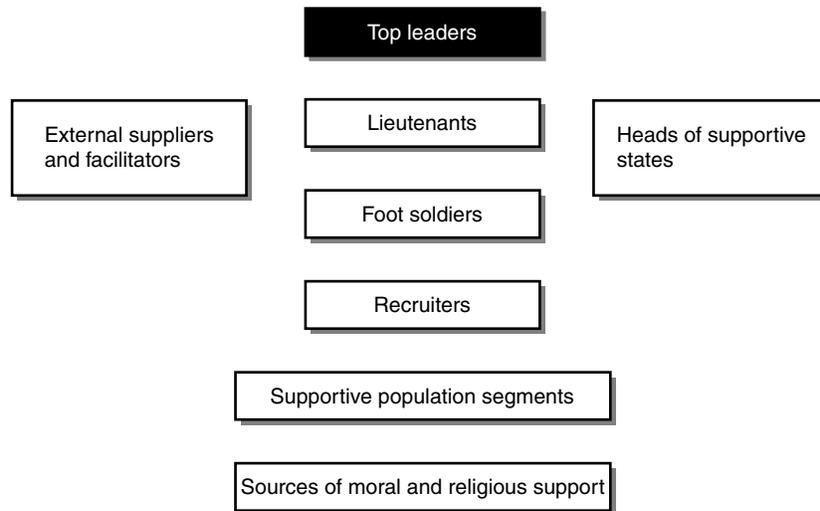 Top leaders
External suppliers
and facilitators
Lieutenants
Heads of supportive
states
Foot soldiers
Recruiters
Supportive population segments
Sources of moral and religious support